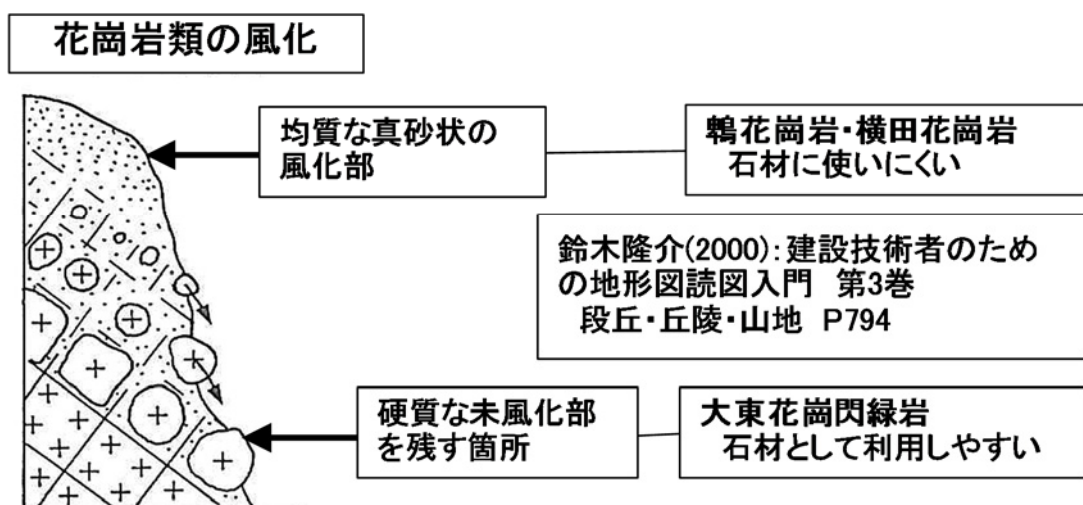 花崗岩類の風化
均質な真砂状の
風化部
鵯花崗岩・横田花崗岩
石材に使いにくい
鈴木隆介(2000):建設技術者のため
の地形図読図入門　第3巻
段丘・丘陵・山地 P794
硬質な未風化部
を残す箇所
大東花崗閃緑岩
石材として利用しやすい